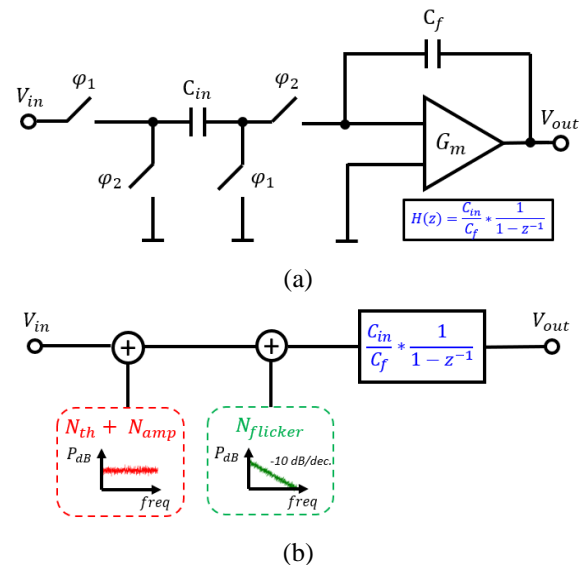 C_f
φ_1
C_in
φ_2
V_in
V_out
G_m
φ_2
φ_1
H(z) = C_in/C_f * 1/(1 − z^−1)
(a)
V_in
V_out
+
+
C_in/C_f * 1/(1 − z^−1)
N_th + N_amp
N_flicker
P_dB
P_dB
-10 dB/dec.
freq
freq
(b)